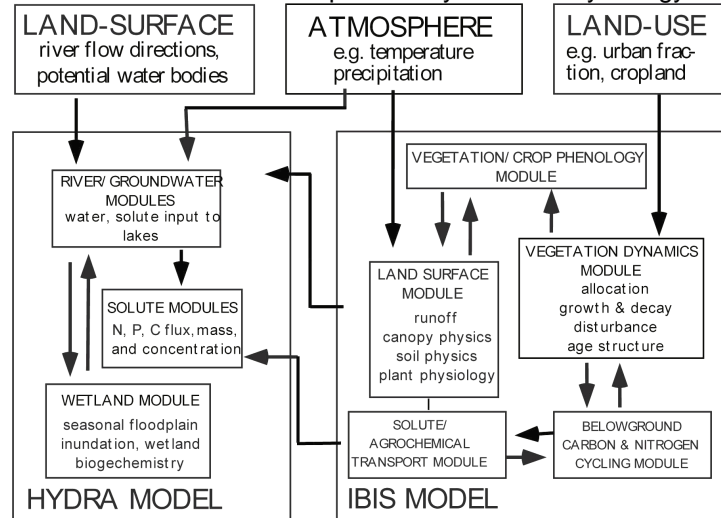 LAND-SURFACE
river flow directions,
potential water bodies
ATMOSPHERE
e.g. temperature
precipitation
LAND-USE
e.g. urban frac-
tion, cropland
RIVER/ GROUNDWATER
MODULES
water, solute input to
lakes
SOLUTE MODULES
N, P, C flux, mass,
and concentration
WETLAND MODULE
seasonal floodplain
inundation, wetland
biogechemistry
HYDRA MODEL
VEGETATION/ CROP PHENOLOGY
MODULE
LAND SURFACE
MODULE
runoff
canopy physics
soil physics
plant physiology
VEGETATION DYNAMICS
MODULE
allocation
growth & decay
disturbance
age structure
SOLUTE/
AGROCHEMICAL
TRANSPORT MODULE
BELOWGROUND
CARBON & NITROGEN
CYCLING MODULE
IBIS MODEL